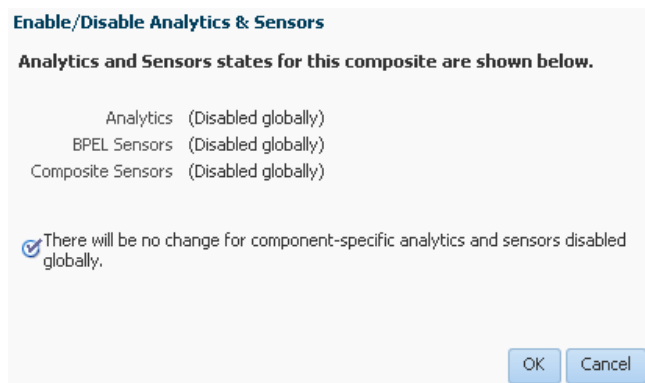 Enable/Disable Analytics & Sensors
Analytics and Sensors states for this composite are shown below.
Analytics (Disabled globally)
BPEL Sensors (Disabled globally)
Composite Sensors (Disabled globally)
There will be no change for component-specific analytics and sensors disabled
globally.
OK Cancel